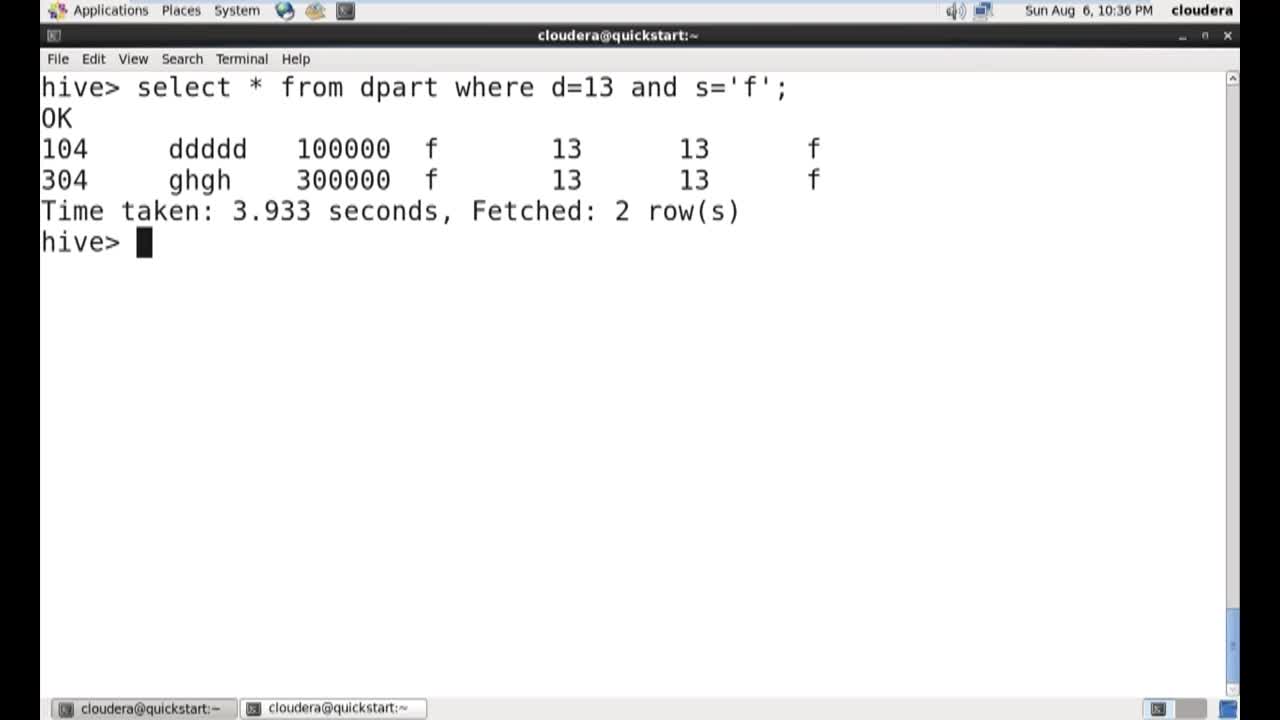 Applications Places System Sun Aug 6, 10:36 PM cloudera
cloudera@quickstart:~
File Edit View Search Terminal Help
hive> select * from dpart where d=13 and s='f';
OK
104 ddddd 100000 f 13 13 f
304 ghgh 300000 f 13 13 f
Time taken: 3.933 seconds, Fetched: 2 row(s)
hive>
cloudera@quickstart:~ cloudera@quickstart:~